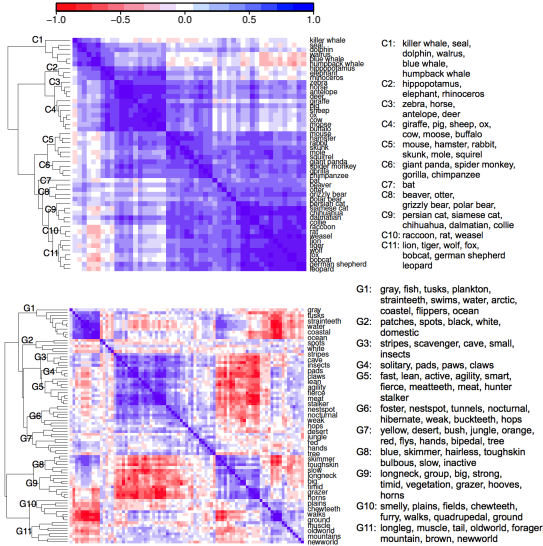 −1.0 −0.5 0.0 0.5 1.0
C1
C2
C3
C4
C5
C6
C7
C8
C9
C10
C11
killer whale
seal
dolphin
walrus
blue whale
humpback whale
hippopotamus
elephant
rhinoceros
zebra
horse
antelope
deer
giraffe
pig
sheep
ox
cow
moose
buffalo
mouse
hamster
rabbit
skunk
mole
squirrel
giant panda
spider monkey
gorilla
chimpanzee
bat
beaver
otter
grizzly bear
polar bear
persian cat
siamese cat
chihuahua
dalmatian
collie
raccoon
rat
weasel
lion
tiger
wolf
fox
bobcat
german shepherd
leopard
C1: killer whale, seal,
dolphin, walrus,
blue whale,
humpback whale
C2: hippopotamus,
elephant, rhinoceros
C3: zebra, horse,
antelope, deer
C4: giraffe, pig, sheep, ox,
cow, moose, buffalo
C5: mouse, hamster, rabbit,
skunk, mole, squirel
C6: giant panda, spider monkey,
gorilla, chimpanzee
C7: bat
C8: beaver, otter,
grizzly bear, polar bear,
C9: persian cat, siamese cat,
chihuahua, dalmatian, collie
C10: racoon, rat, weasel
C11: lion, tiger, wolf, fox,
bobcat, german shepherd
leopard
G1
G2
G3
G4
G5
G6
G7
G8
G9
G10
G11
gray
tusks
strainteeth
water
coastal
ocean
spots
white
stripes
cave
insects
pads
claws
lean
agility
fierce
meat
stalker
nestspot
nocturnal
weak
hops
desert
jungle
red
hands
tree
skimmer
toughskin
slow
longneck
big
timid
grazer
horns
plains
chewteeth
walks
ground
muscle
oldworld
mountains
newworld
G1: gray, fish, tusks, plankton,
strainteeth, swims, water, arctic,
coastal, flippers, ocean
G2: patches, spots, black, white,
domestic
G3: stripes, scavenger, cave, small,
insects
G4: solitary, pads, paws, claws
G5: fast, lean, active, agility, smart,
fierce, meatteeth, meat, hunter
stalker
G6: foster, nestspot, tunnels, nocturnal,
hibernate, weak, buckteeth, hops
G7: yellow, desert, bush, jungle, orange,
red, flys, hands, bipedal, tree
G8: blue, skimmer, hairless, toughskin
bulbous, slow, inactive
G9: longneck, group, big, strong,
timid, vegetation, grazer, hooves,
horns
G10: smelly, plains, fields, chewteeth,
furry, walks, quadrupedal, ground
G11: longleg, muscle, tail, oldworld, forager
mountain, brown, newworld